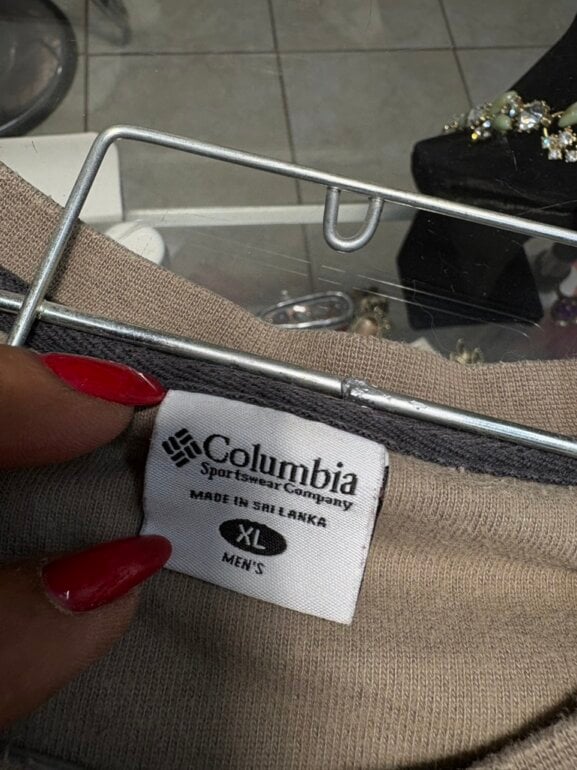 Columbia
Sportswear Company
MADE IN SRI LANKA
XL
MEN'S